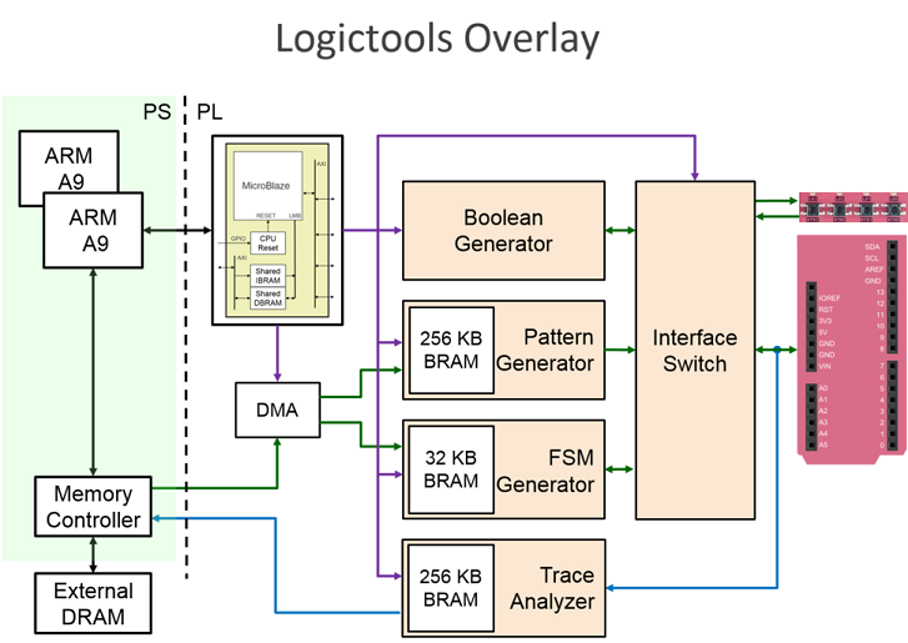 Logictools Overlay
PS
PL
ARM
A9
ARM
A9
MicroBlaze
AXI
RESET
LMB
GPIO
CPU
Reset
AXI
Shared
IBRAM
Shared
DBRAM
DMA
Memory
Controller
External
DRAM
Boolean
Generator
256 KB
BRAM
Pattern
Generator
32 KB
BRAM
FSM
Generator
256 KB
BRAM
Trace
Analyzer
Interface
Switch
IOREF
RST
3V3
5V
GND
GND
VIN
A0
A1
A2
A3
A4
A5
SDA
SCL
AREF
GND
13
12
11
10
9
8
7
6
5
4
3
2
1
0